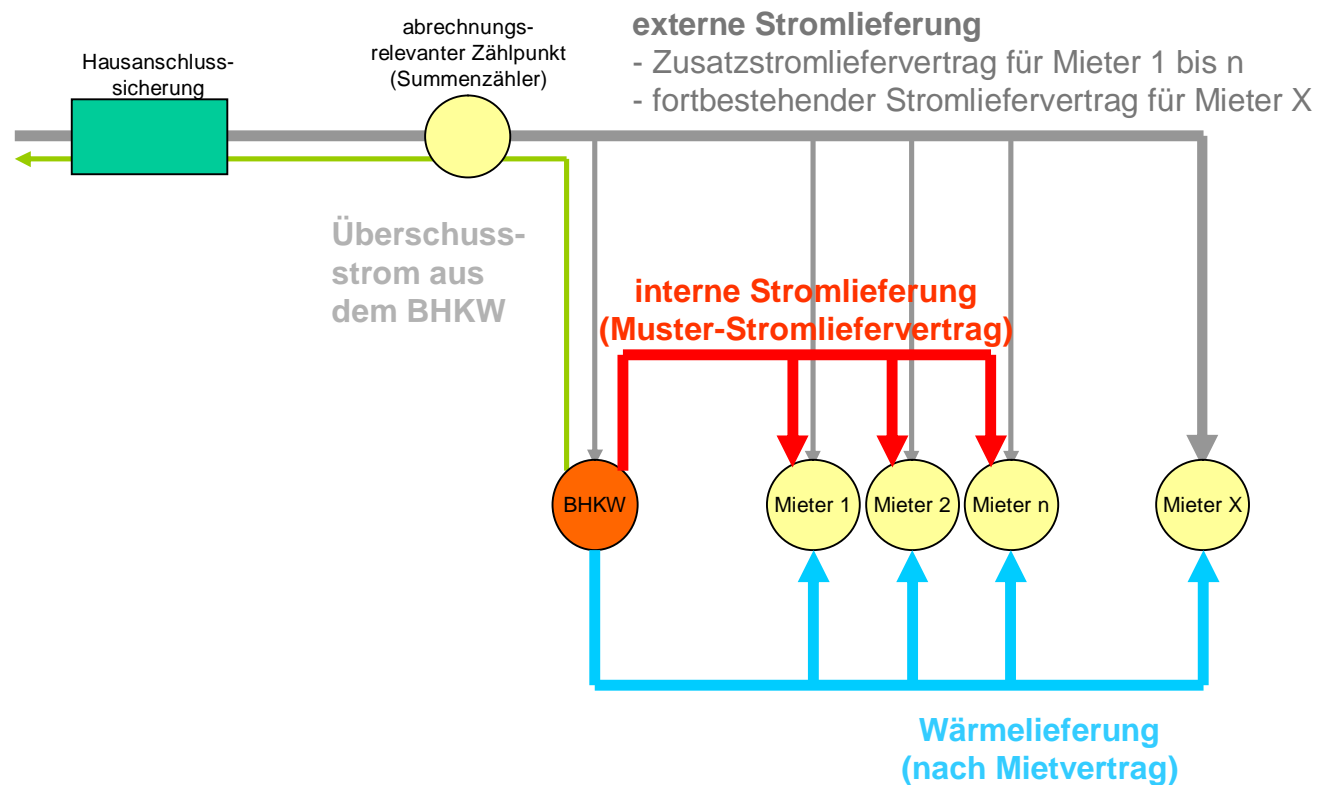 externe Stromlieferung
- Zusatzstromliefervertrag für Mieter 1 bis n
- fortbestehender Stromliefervertrag für Mieter X
abrechnungs-
relevanter Zählpunkt
(Summenzähler)
Hausanschluss-
sicherung
Überschuss-
strom aus
dem BHKW
interne Stromlieferung
(Muster-Stromliefervertrag)
BHKW
Mieter 1
Mieter 2
Mieter n
Mieter X
Wärmelieferung
(nach Mietvertrag)